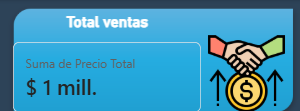 Total ventas
Suma de Precio Total
$ 1 mill.
$